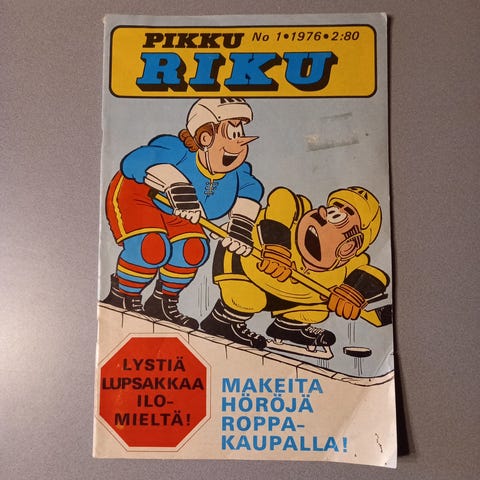 PIKKU
No 1•1976•2:80
RIKU
LYSTIÄ
LUPSAKKAA
ILO-
MIELTÄ!
MAKEITA
HÖRÖJÄ
ROPPA-
KAUPALLA!